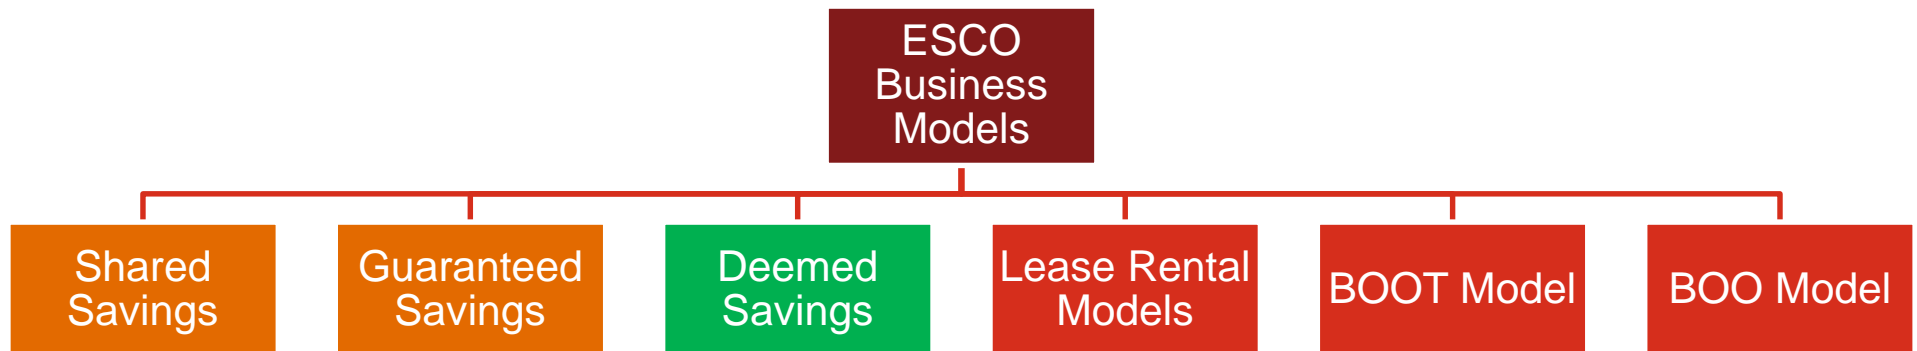 ESCO
Business
Models
Shared
Savings
Guaranteed
Savings
Deemed
Savings
Lease Rental
Models
BOOT Model
BOO Model